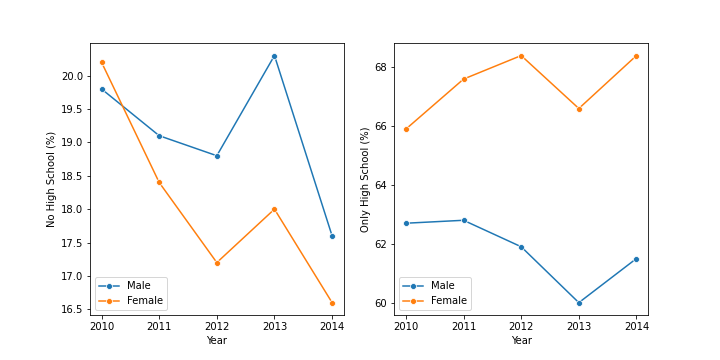 No High School (%)
20.0
19.5
19.0
18.5
18.0
17.5
17.0
16.5
Male
Female
2010 2011 2012 2013 2014
Year
Only High School (%)
68
66
64
62
60
Male
Female
2010 2011 2012 2013 2014
Year